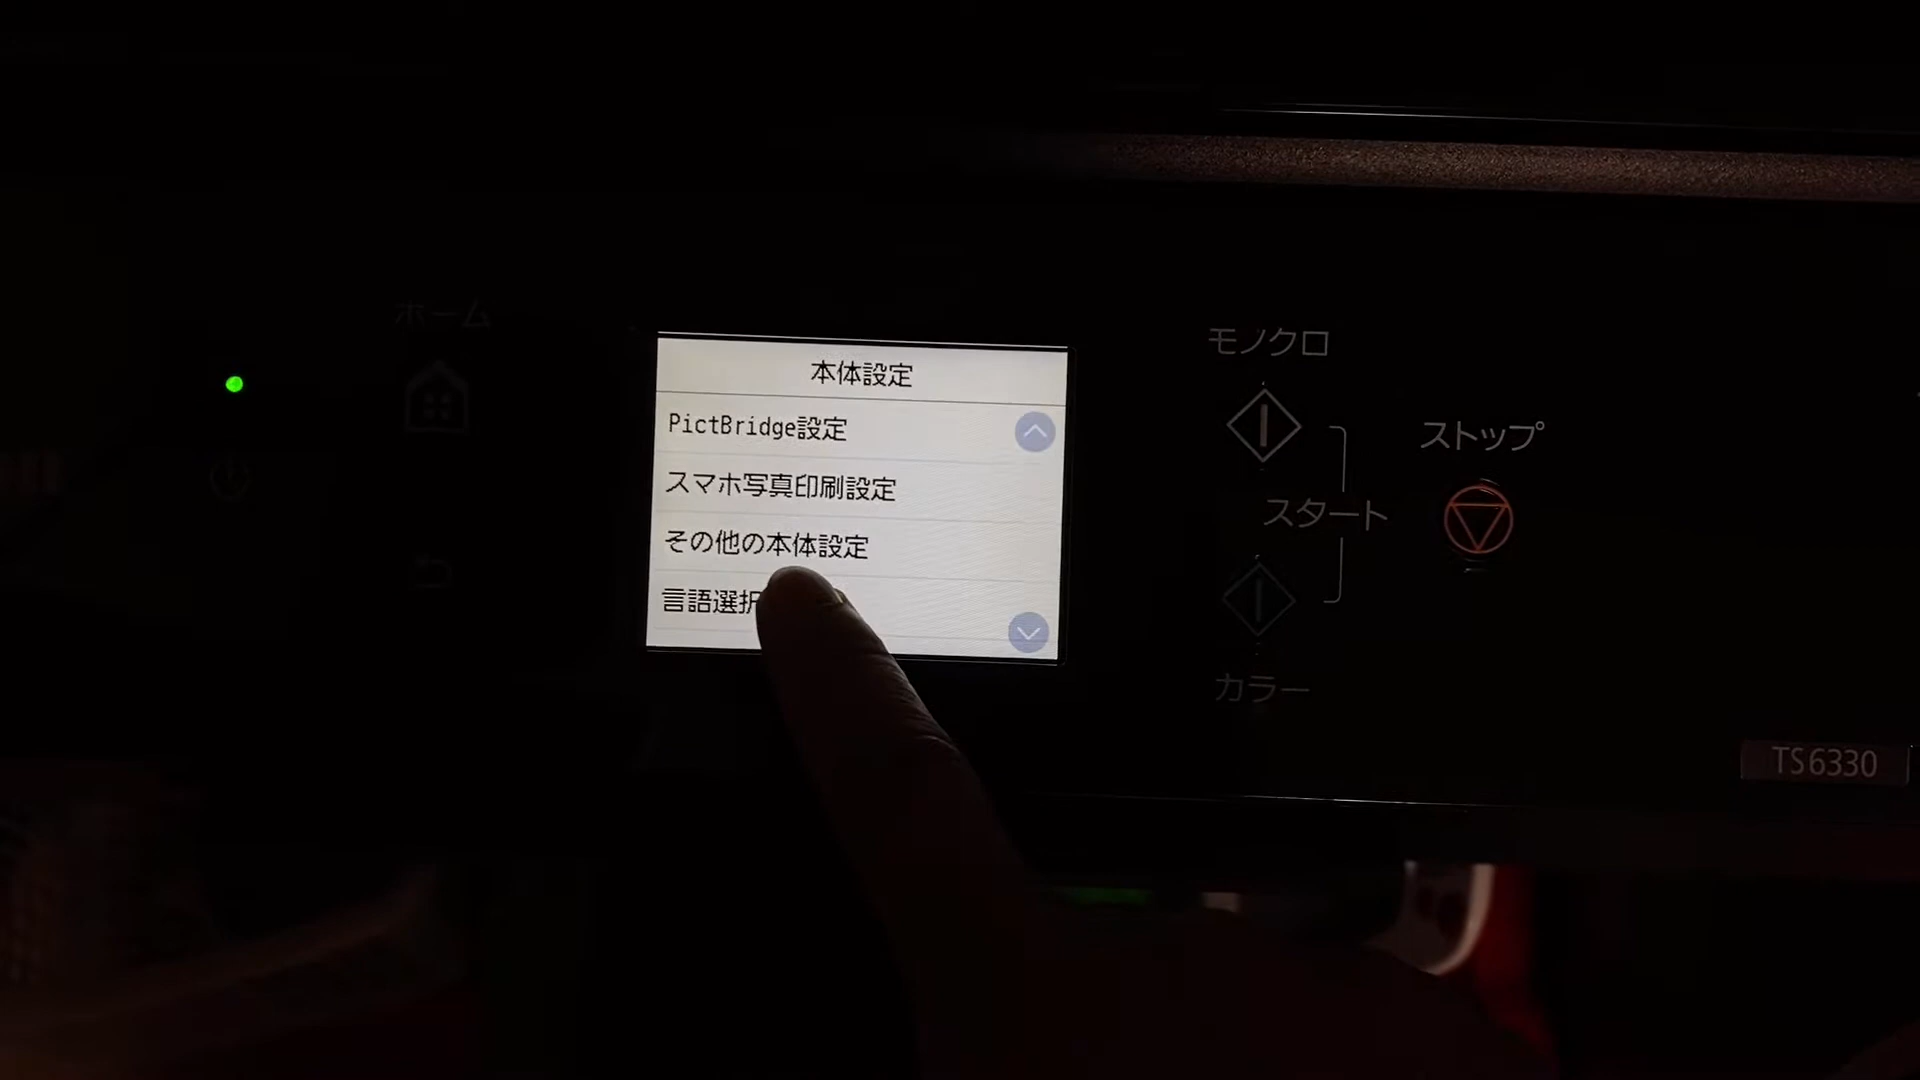 ホーム
本体設定
PictBridge設定
スマホ写真印刷設定
その他の本体設定
言語選択
モノクロ
スタート
カラー
ストップ
TS6330